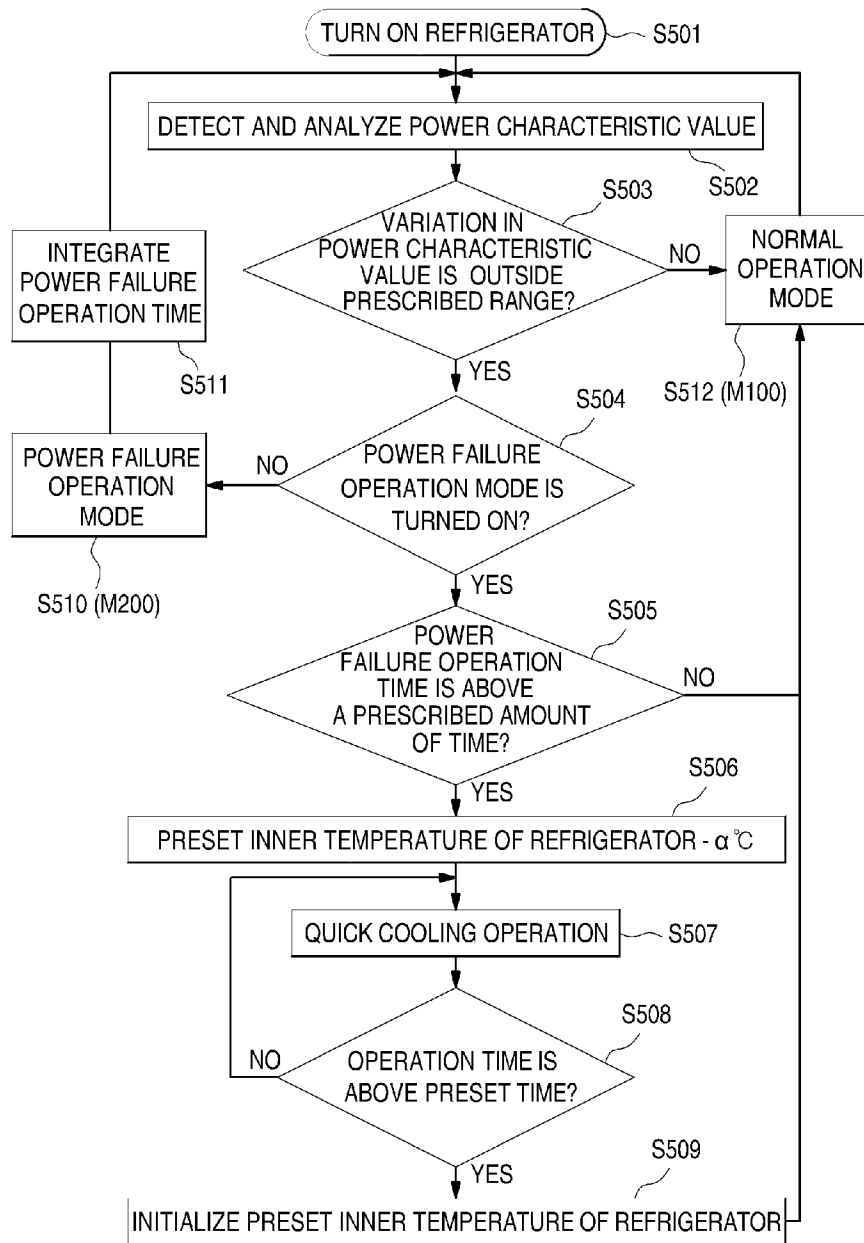 TURN ON REFRIGERATOR
S501
DETECT AND ANALYZE POWER CHARACTERISTIC VALUE
S502
S503
VARIATION IN
POWER CHARACTERISTIC
VALUE IS OUTSIDE
PRESCRIBED RANGE?
NO
NORMAL
OPERATION
MODE
S512 (M100)
INTEGRATE
POWER FAILURE
OPERATION TIME
S511
YES
S504
POWER FAILURE
OPERATION MODE IS
TURNED ON?
NO
POWER FAILURE
OPERATION
MODE
S510 (M200)
YES
S505
POWER
FAILURE OPERATION
TIME IS ABOVE
A PRESCRIBED AMOUNT
OF TIME?
NO
YES
S506
PRESET INNER TEMPERATURE OF REFRIGERATOR - α℃
QUICK COOLING OPERATION
S507
S508
OPERATION TIME IS
ABOVE PRESET TIME?
NO
YES
S509
INITIALIZE PRESET INNER TEMPERATURE OF REFRIGERATOR